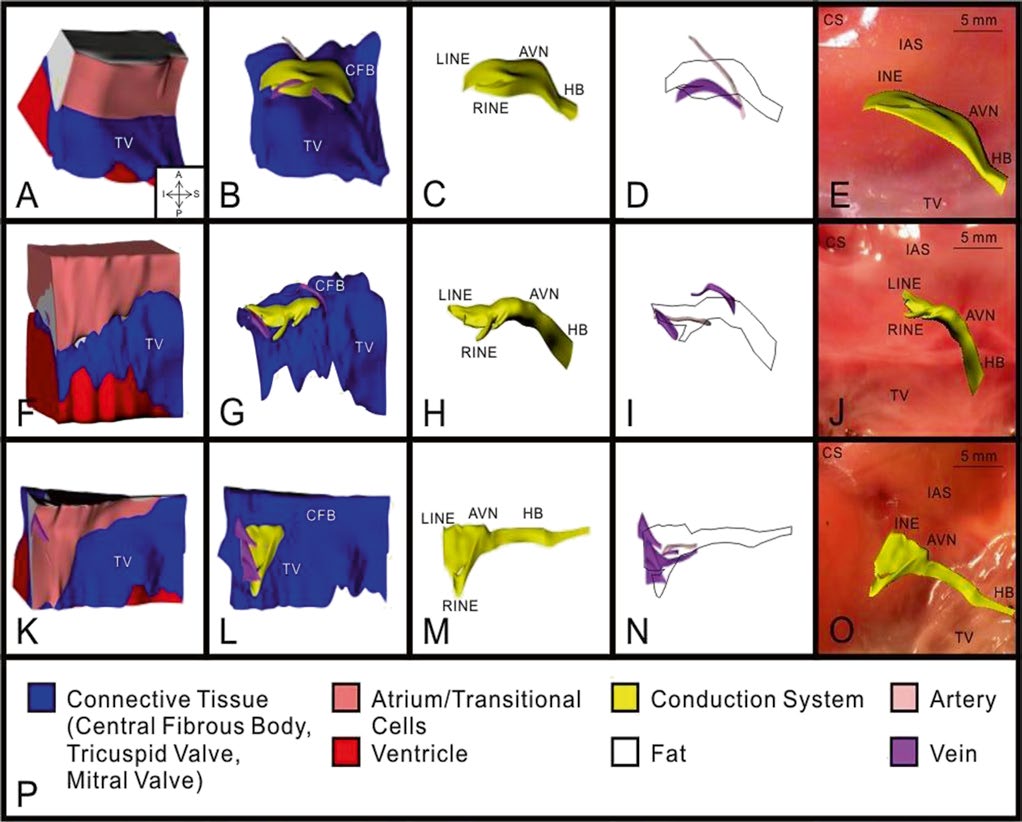 CFB
TV
A
A
I S
P
TV
B
LINE
AVN
HB
RINE
C
D
CS
5 mm
IAS
INE
AVN
HB
TV
E
TV
F
CFB
TV
G
LINE
AVN
HB
RINE
H
I
CS
5 mm
IAS
LINE
AVN
RINE
HB
TV
J
TV
K
CFB
TV
L
LINE AVN HB
RINE
M
N
CS
5 mm
IAS
INE
AVN
HB
TV
O
Connective Tissue
(Central Fibrous Body,
Tricuspid Valve,
Mitral Valve)
Atrium/Transitional
Cells
Ventricle
Conduction System
Fat
Artery
Vein
P